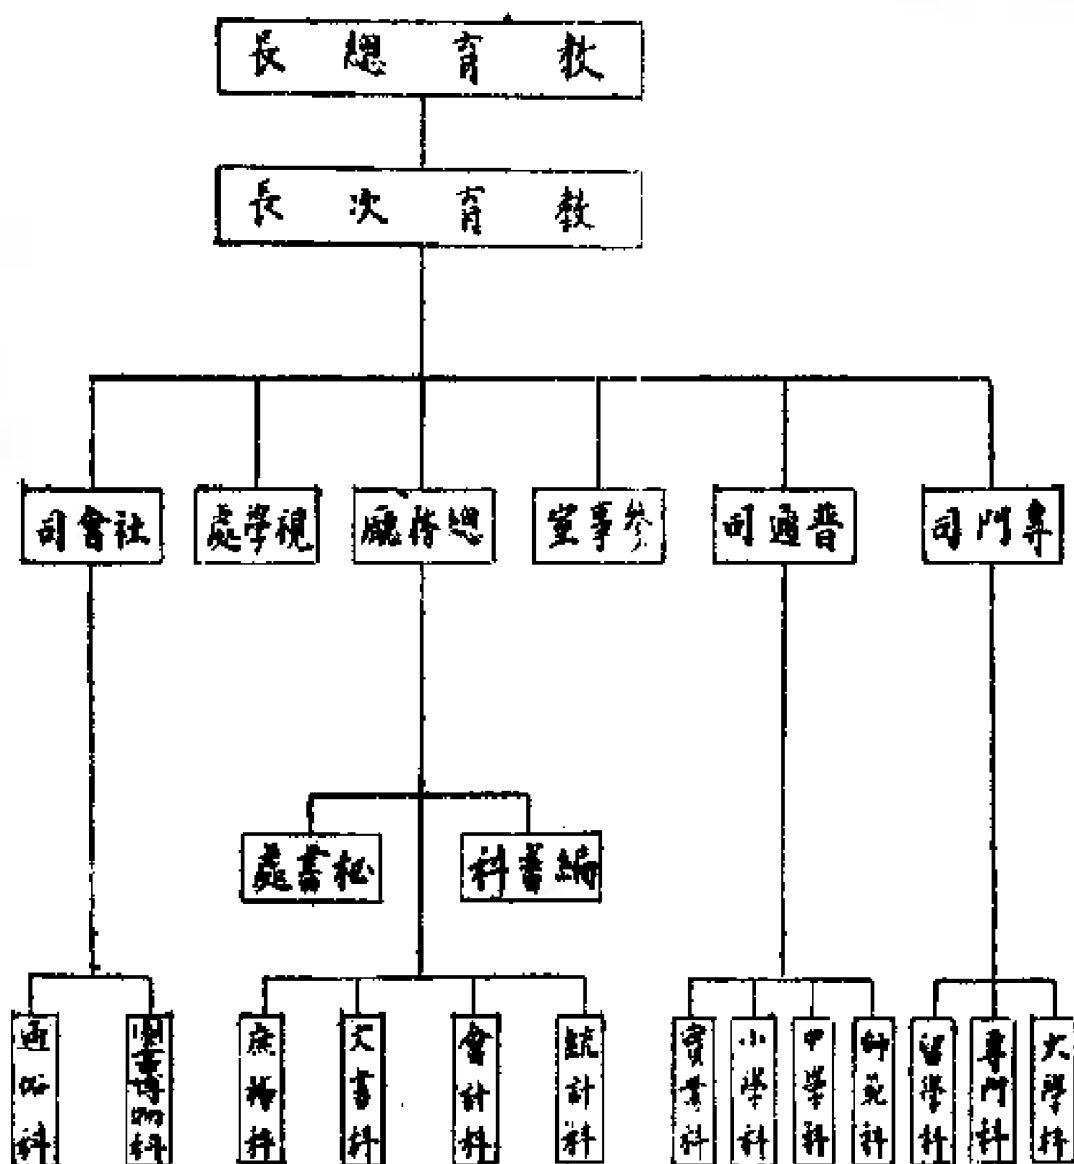 教育總長
教育次長
專門司
普通司
參事室
總務廳
視學處
社會司
編書科
秘書處
大學科
專門科
留學科
師範科
中學科
小學科
實業科
統計科
會計科
文書科
庶務科
圖書博物科
通俗科